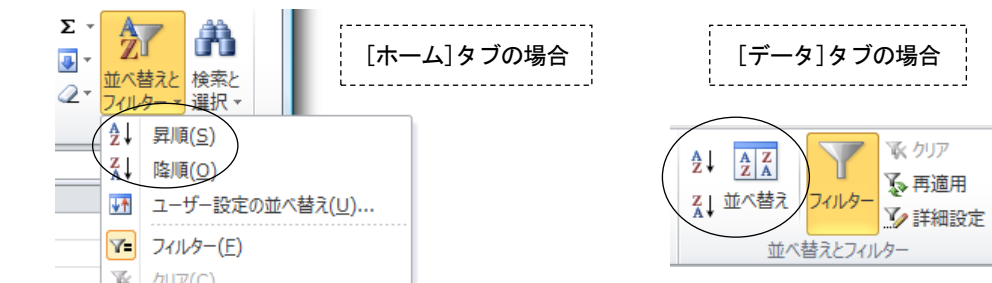 Σ
[ホーム]タブの場合
[データ]タブの場合
並べ替えと
フィルター
検索と
選択
昇順(S)
降順(O)
ユーザー設定の並べ替え(U)...
フィルター(F)
クリア(C)
並べ替え
フィルター
クリア
再適用
詳細設定
並べ替えとフィルター